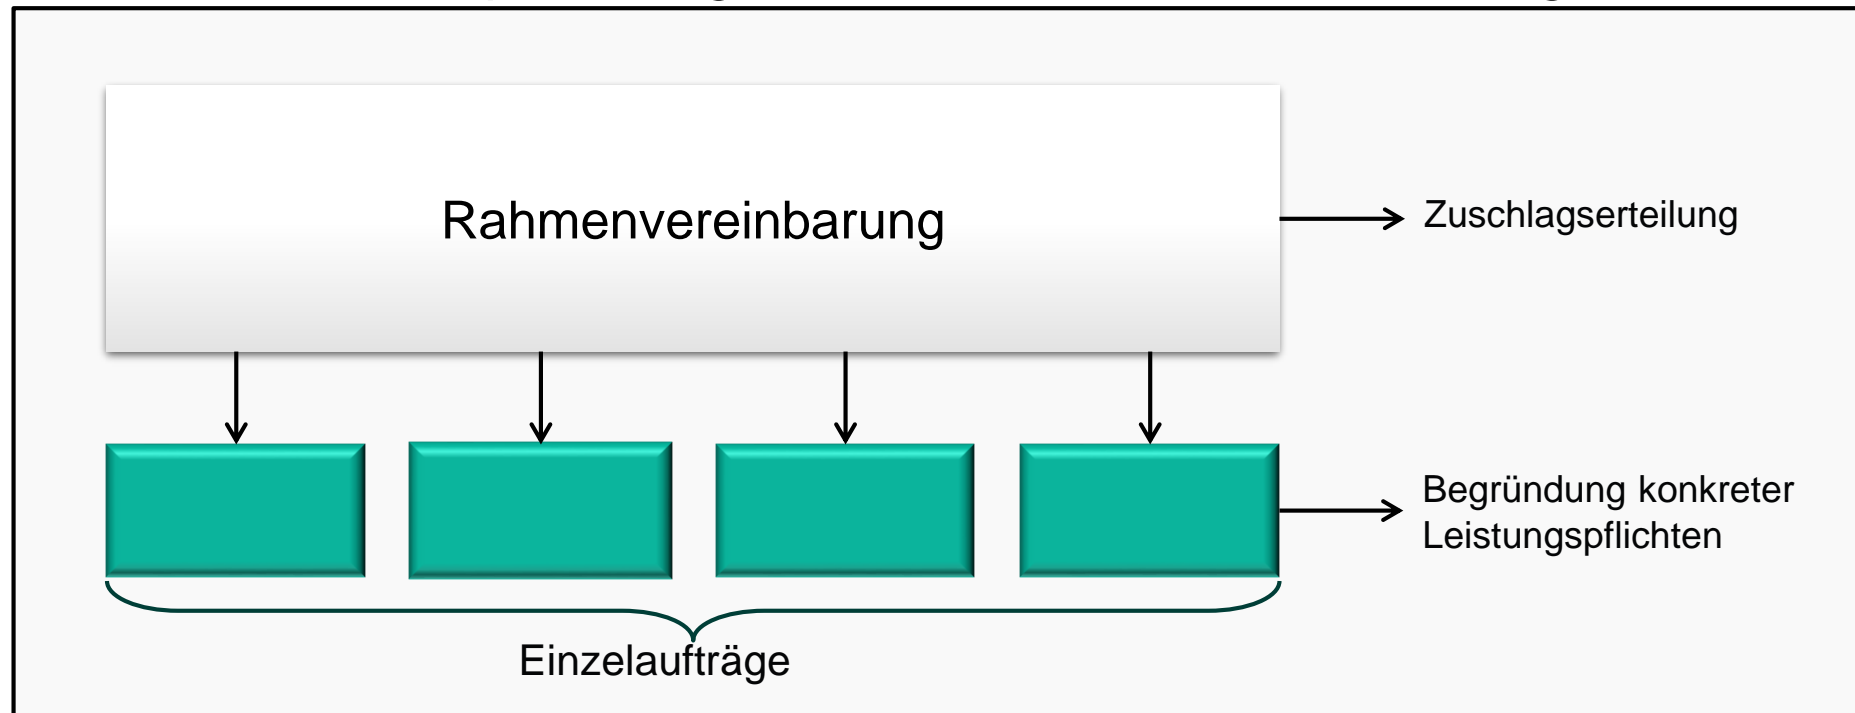 Rahmenvereinbarung
Zuschlagserteilung
Begründung konkreter
Leistungspflichten
Einzelaufträge